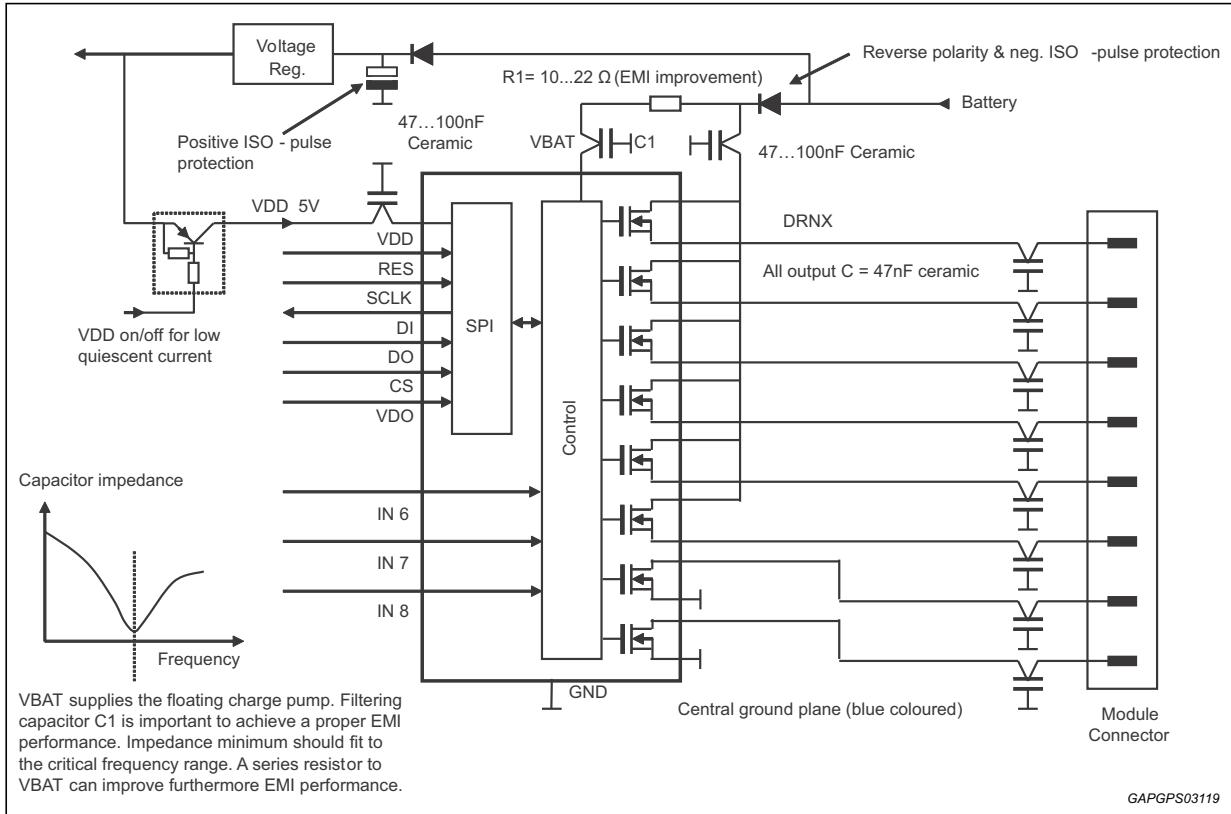 Voltage
Reg.
Reverse polarity & neg. ISO -pulse protection
R1= 10...22 Ω (EMI improvement)
Battery
Positive ISO - pulse
protection
47...100nF
Ceramic
VBAT
C1
47...100nF Ceramic
VDD 5V
DRNX
VDD
RES
All output C = 47nF ceramic
SCLK
SPI
DI
VDD on/off for low
quiescent current
DO
CS
VDO
Control
Capacitor impedance
IN 6
IN 7
IN 8
Frequency
GND
VBAT supplies the floating charge pump. Filtering
capacitor C1 is important to achieve a proper EMI
performance. Impedance minimum should fit to
the critical frequency range. A series resistor to
VBAT can improve furthermore EMI performance.
Central ground plane (blue coloured)
Module
Connector
GAPGPS03119